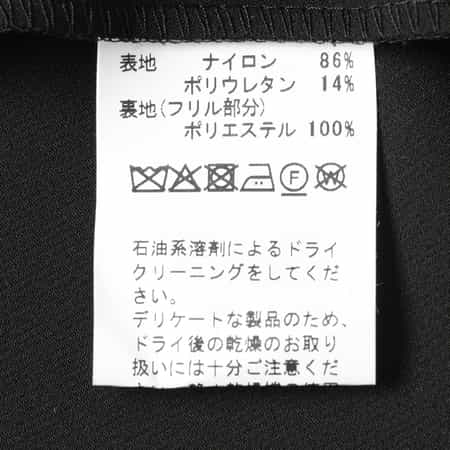 表地 ナイロン 86%
ポリウレタン 14%
裏地(フリル部分)
ポリエステル 100%
F W
石油系溶剤によるドライ
クリーニングをしてくだ
さい。
デリケートな製品のため、
ドライ後の乾燥のお取り
扱いには十分ご注意くだ